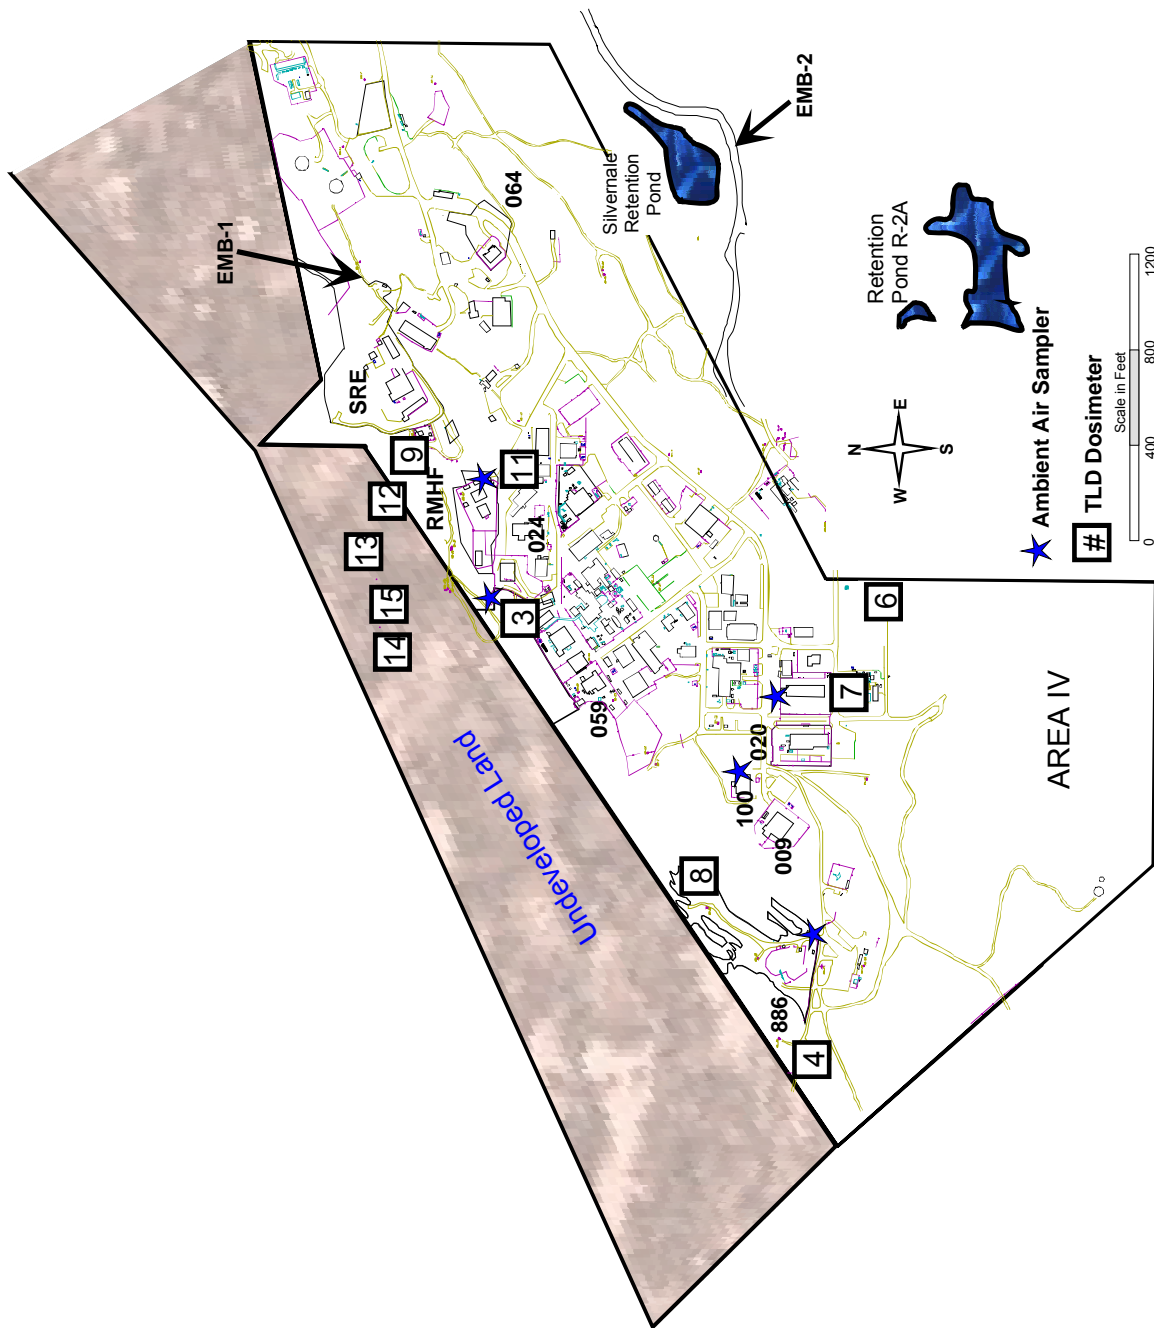 EMB-1
064
Silvernale
Retention
Pond
EMB-2
SRE
9
RMHF
12
11
13
024
15
3
14
059
Undeveloped Land
Retention
Pond R-2A
N
W
E
S
6
7
020
100
009
8
886
4
AREA IV
Ambient Air Sampler
# TLD Dosimeter
Scale in Feet
0 400 800 1200